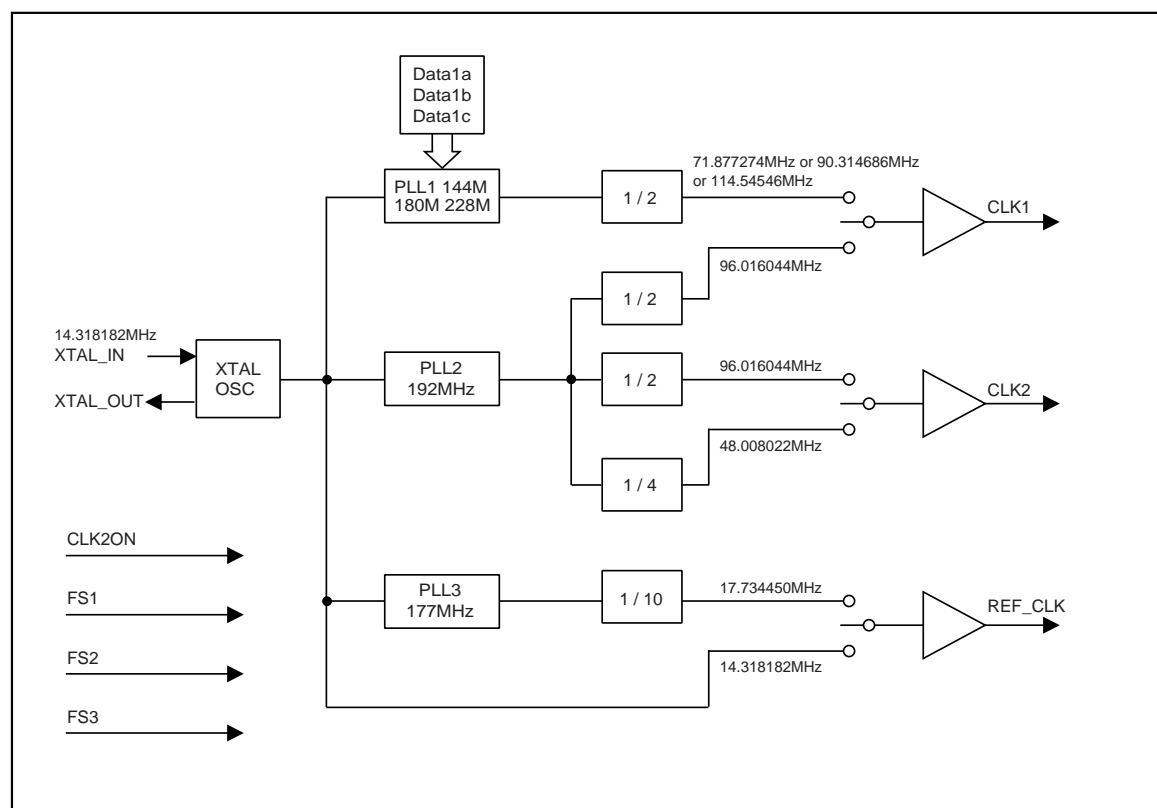 Data1a
Data1b
Data1c
71.877274MHz or 90.314686MHz
or 114.54546MHz
PLL1 144M
180M 228M
1 / 2
CLK1
96.016044MHz
1 / 2
14.318182MHz
XTAL_IN
XTAL_OUT
XTAL
OSC
PLL2
192MHz
1 / 2
96.016044MHz
CLK2
48.008022MHz
1 / 4
CLK2ON
FS1
FS2
FS3
PLL3
177MHz
1 / 10
17.734450MHz
REF_CLK
14.318182MHz